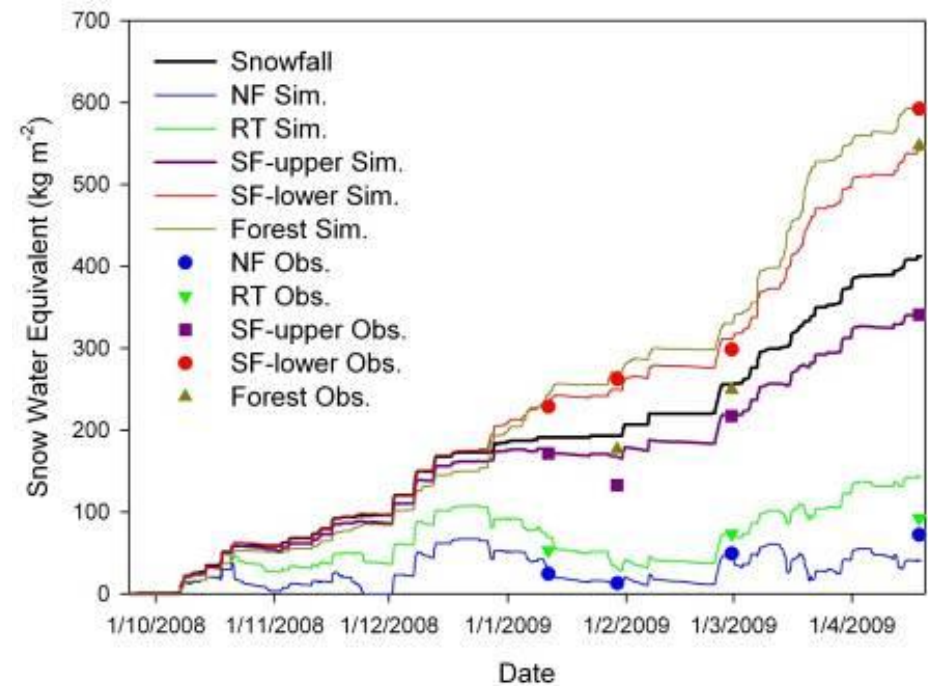 700
600
500
400
300
200
100
0
Snow Water Equivalent (kg m-2)
Snowfall
NF Sim.
RT Sim.
SF-upper Sim.
SF-lower Sim.
Forest Sim.
NF Obs.
RT Obs.
SF-upper Obs.
SF-lower Obs.
Forest Obs.
1/10/2008 1/11/2008 1/12/2008 1/1/2009 1/2/2009 1/3/2009 1/4/2009
Date